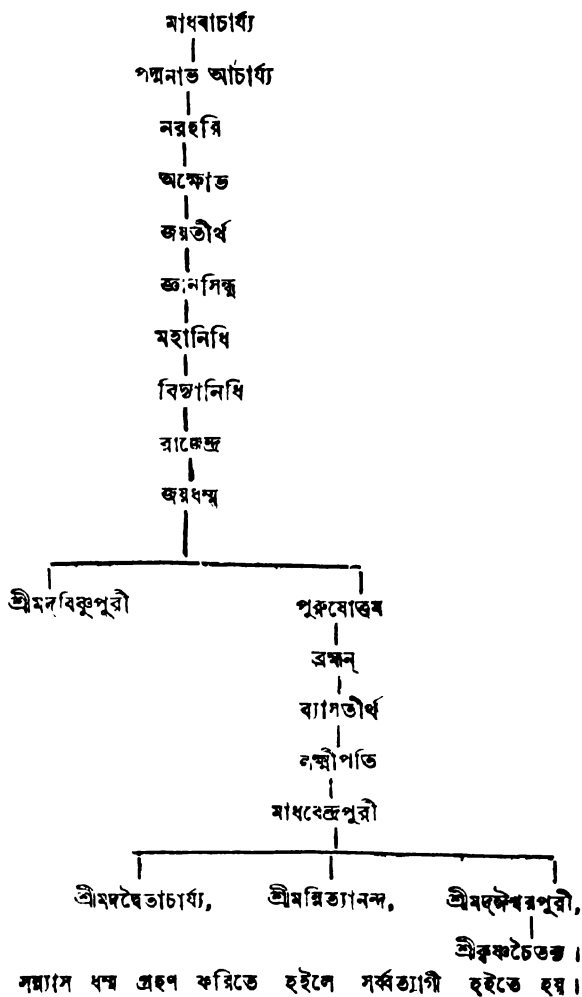 মাধবাচার্য্য
পদ্মনাভ আচার্য্য
নরহরি
অক্ষোভ
জয়তীর্থ
জ্ঞানসিন্ধু
মহানিধি
বিদ্যানিধি
রাজেন্দ্র
জয়ধর্ম্ম
শ্রীমদ্‌বিষ্ণুপুরী পুরুষোত্তম
ব্রহ্মন্
ব্যাসতীর্থ
লক্ষ্মীপতি
মাধবেন্দ্রপুরী
শ্রীমদদ্বৈতাচার্য্য, শ্রীমন্নিত্যানন্দ, শ্রীমদ্ঈশ্বরপুরী,
শ্রীকৃষ্ণচৈতন্য।
সন্ন্যাস ধর্ম্ম গ্রহণ করিতে হইলে সর্ব্বত্যাগী হইতে হয়।